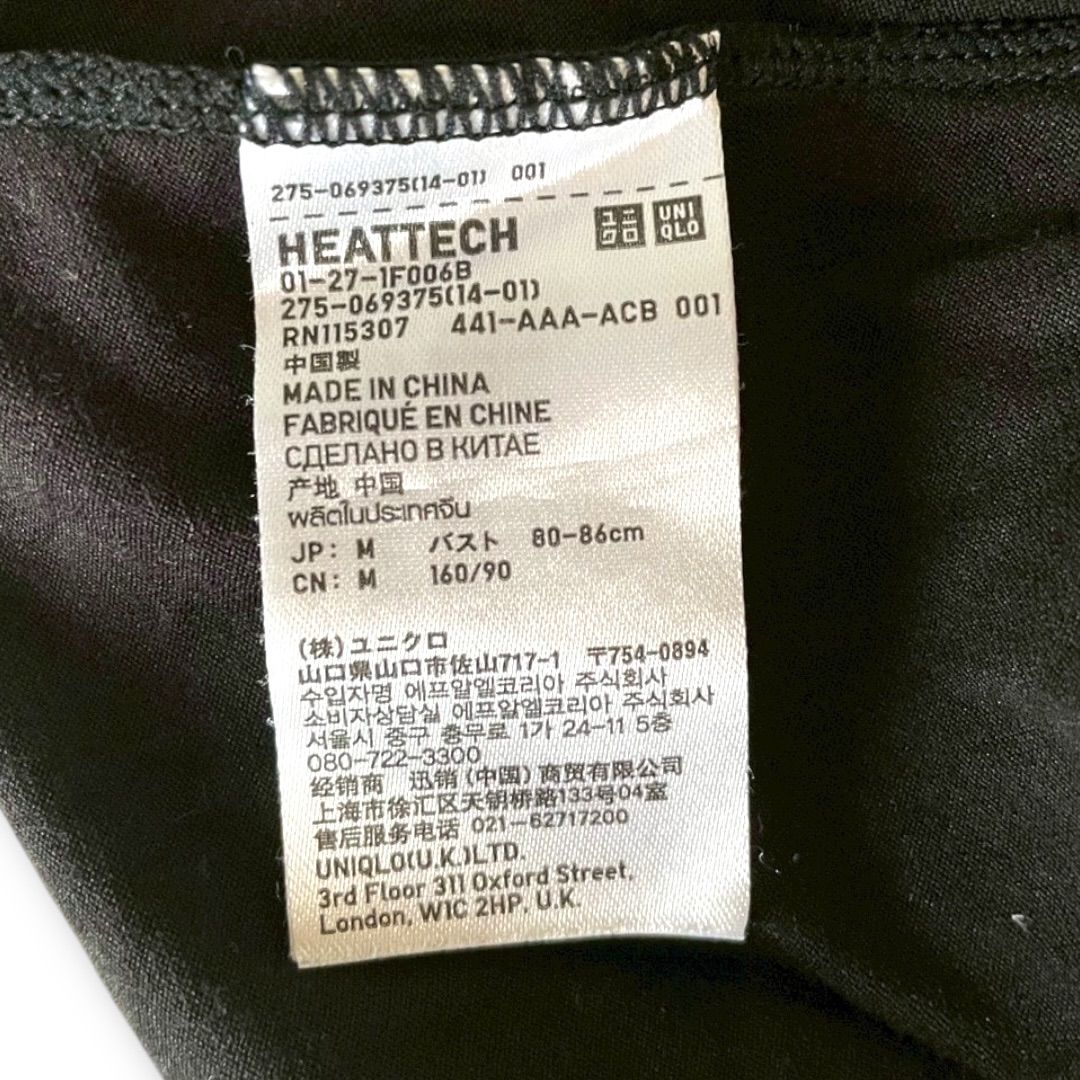 275-069375(14-01) 001
HEATTECH ユニクロ UNIQLO
01-27-1F006B
275-069375(14-01)
RN115307 441-AAA-ACB 001
中国製
MADE IN CHINA
FABRIQUÉ EN CHINE
СДЕЛАНО В КИТАЕ
产地 中国
ผลิตในประเทศจีน
JP: M バスト 80-86cm
CN: M 160/90
(株)ユニクロ
山口県山口市佐山717-1 〒754-0894
수입자명 에프알엘코리아 주식회사
소비자상담실 에프알엘코리아 주식회사
서울시 중구 충무로 1가 24-11 5층
080-722-3300
经销商 迅销(中国)商贸有限公司
上海市徐汇区天钥桥路133号04室
售后服务电话 021-62717200
UNIQLO(U.K.)LTD.
3rd Floor 311 Oxford Street,
London, W1C 2HP, U.K.